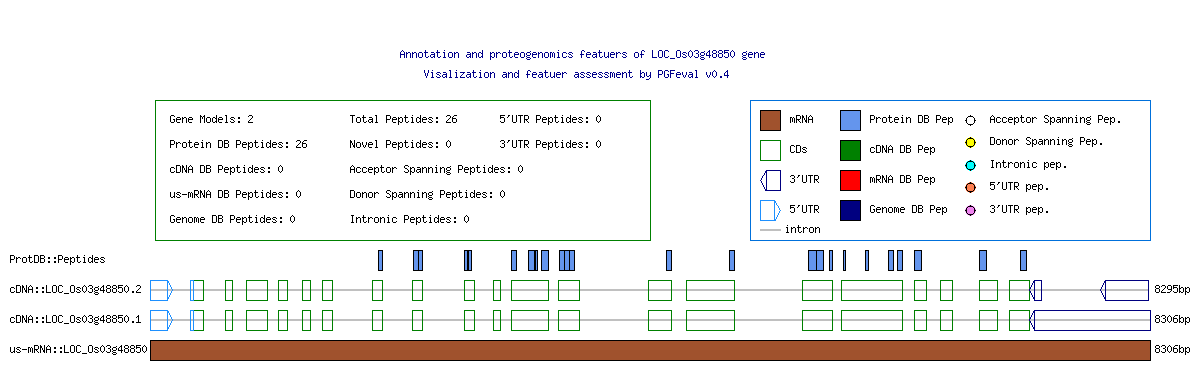 Annotation and proteogenomics featuers of LOC_Os03g48850 gene
Visalization and featuer assessment by PGFeval v0.4
Gene Models: 2 Total Peptides: 26 5'UTR Peptides: 0
Protein DB Peptides: 26 Novel Peptides: 0 3'UTR Peptides: 0
cDNA DB Peptides: 0 Acceptor Spanning Peptides: 0
us-mRNA DB Peptides: 0 Donor Spanning Peptides: 0
Genome DB Peptides: 0 Intronic Peptides: 0
mRNA Protein DB Pep Acceptor Spanning Pep.
CDs cDNA DB Pep Donor Spanning Pep.
3'UTR mRNA DB Pep Intronic pep.
5'UTR Genome DB Pep 5'UTR pep.
intron 3'UTR pep.
ProtDB::Peptides
cDNA::LOC_Os03g48850.2 8295bp
cDNA::LOC_Os03g48850.1 8306bp
us-mRNA::LOC_Os03g48850 8306bp